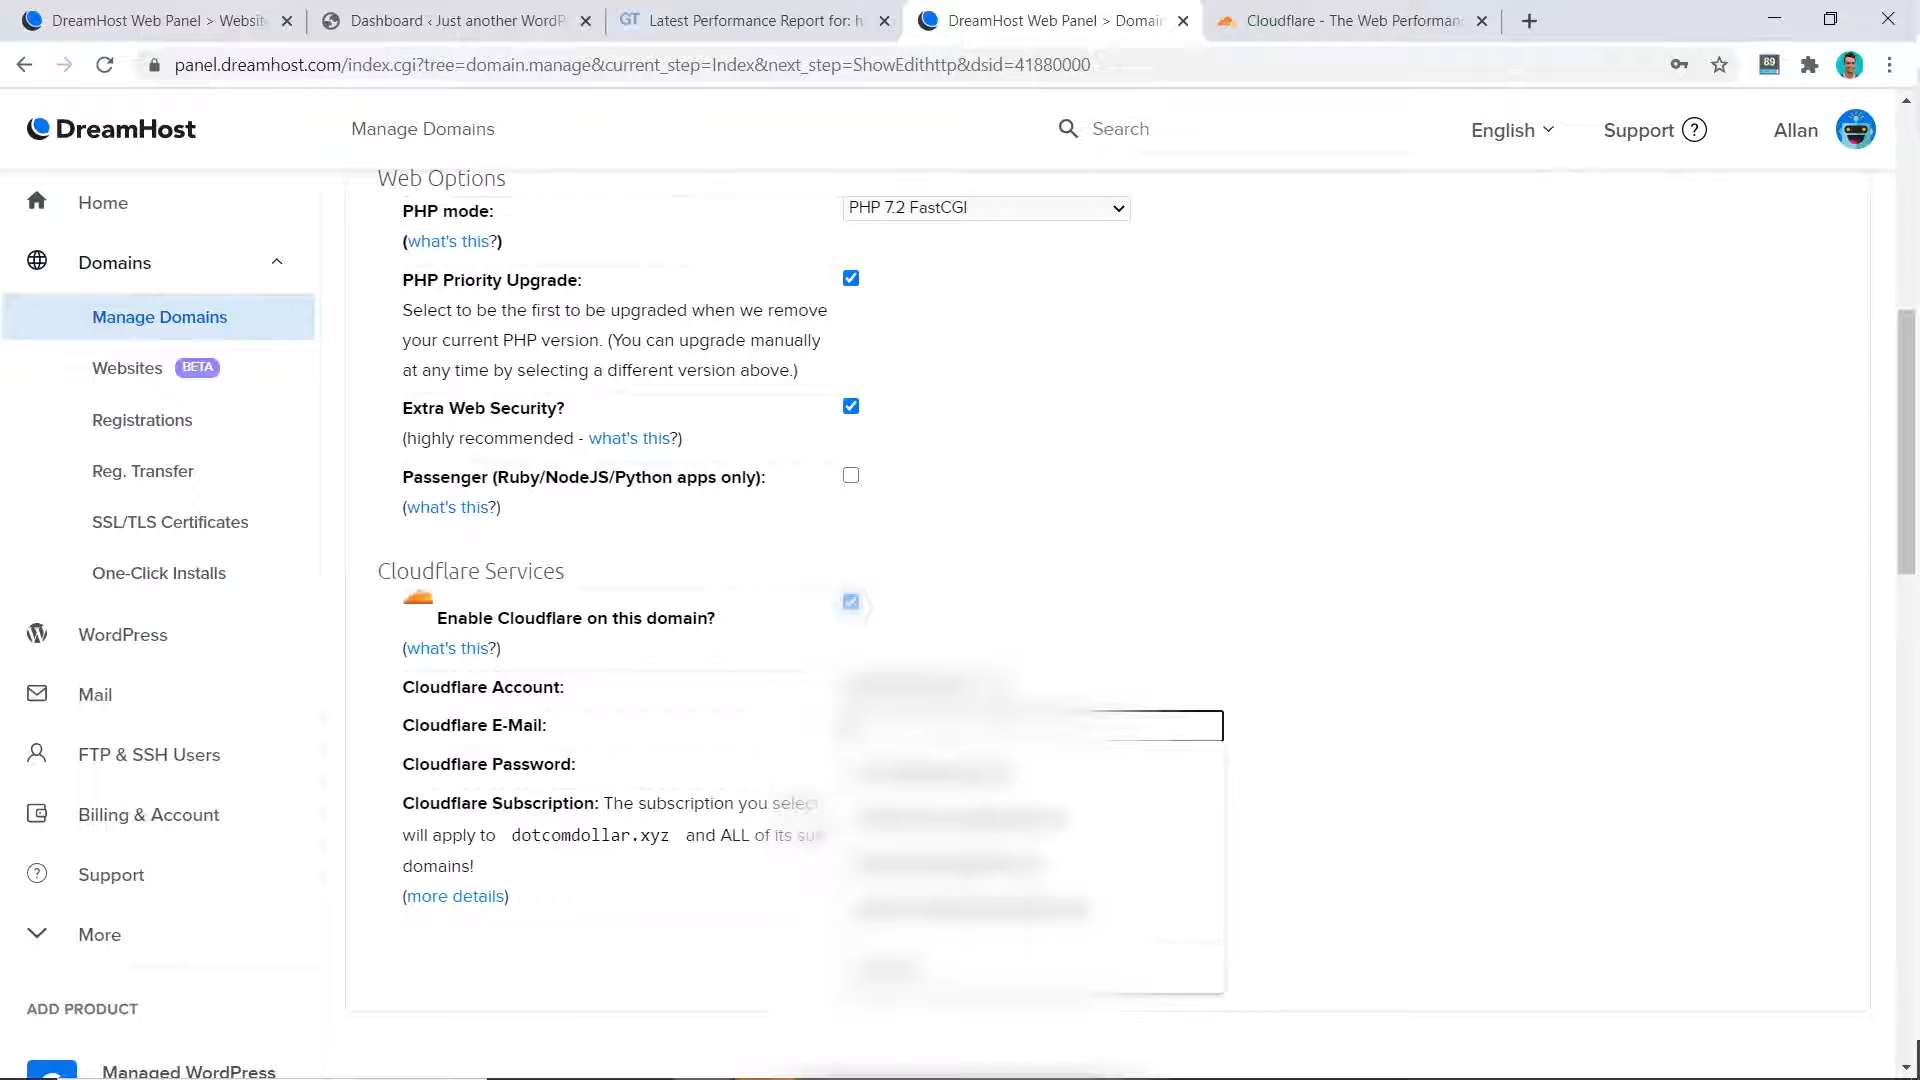 DreamHost Web Panel > Websit
Dashboard ‹ Just another WordP
GT Latest Performance Report for: h
DreamHost Web Panel > Domain
Cloudflare - The Web Performanc
panel.dreamhost.com/index.cgi?tree=domain.manage&current_step=Index&next_step=ShowEdithttp&dsid=41880000
89
DreamHost
Manage Domains
Search
English
Support ?
Allan
Home
Domains
Manage Domains
Websites BETA
Registrations
Reg. Transfer
SSL/TLS Certificates
One-Click Installs
WordPress
Mail
FTP & SSH Users
Billing & Account
Support
More
ADD PRODUCT
Managed WordPress
Web Options
PHP mode:
(what's this?)
PHP 7.2 FastCGI
PHP Priority Upgrade:
Select to be the first to be upgraded when we remove
your current PHP version. (You can upgrade manually
at any time by selecting a different version above.)
Extra Web Security?
(highly recommended - what's this?)
Passenger (Ruby/NodeJS/Python apps only):
(what's this?)
Cloudflare Services
Enable Cloudflare on this domain?
(what's this?)
Cloudflare Account:
Cloudflare E-Mail:
Cloudflare Password:
Cloudflare Subscription: The subscription you select
will apply to dotcomdollar.xyz and ALL of its sub
domains!
(more details)